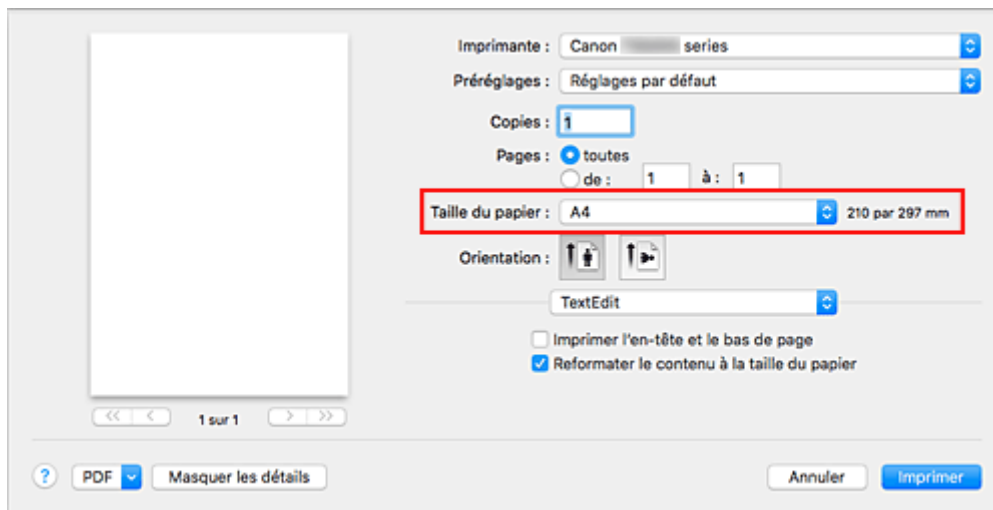 Imprimante : Canon series
Préréglages : Réglages par défaut
Copies : 1
Pages : toutes
de : 1 à : 1
Taille du papier : A4 210 par 297 mm
Orientation :
TextEdit
Imprimer l'en-tête et le bas de page
Reformater le contenu à la taille du papier
<< < 1 sur 1 > >>
? PDF Masquer les détails Annuler Imprimer